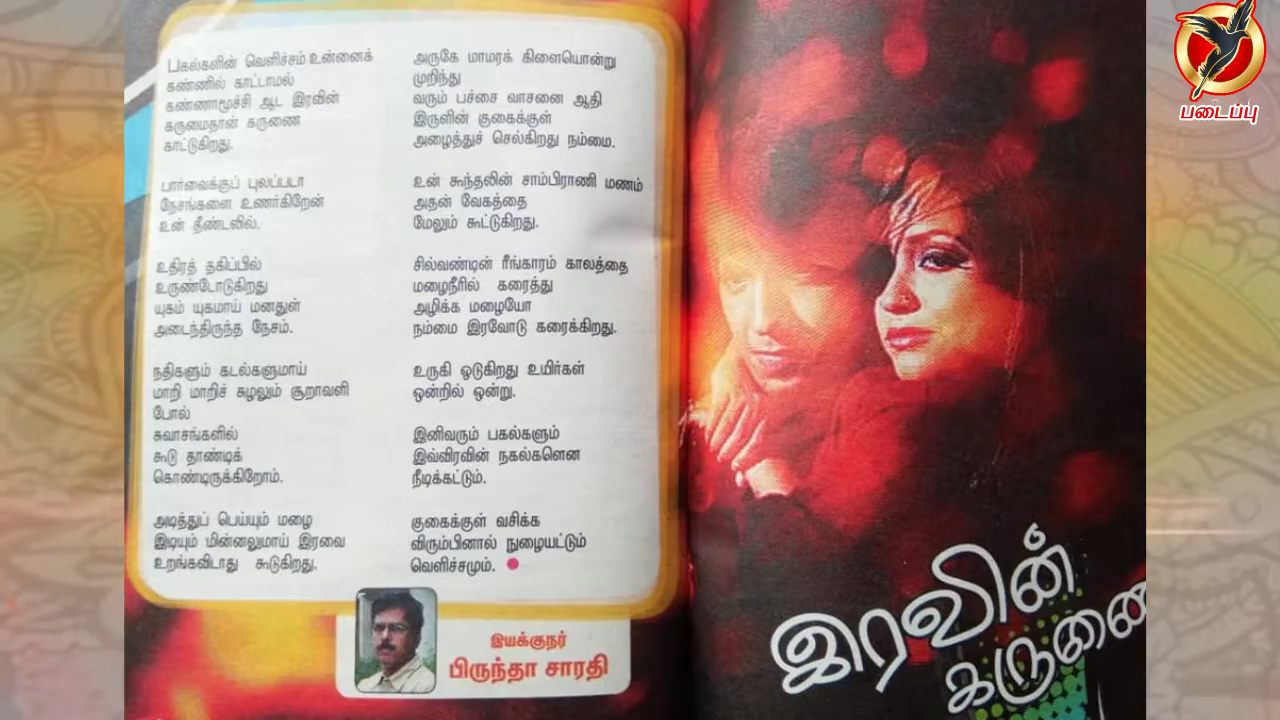 பகல்களின் வெளிச்சம் உன்னைக்
கண்ணில் காட்டாமல்
கண்ணாமூச்சி ஆட இரவின்
கருமைதான் கருணை
காட்டுகிறது.
பார்வைக்குப் புலப்படா
நேசங்களை உணர்கிறேன்
உன் தீண்டலில்.
உதிரத் தகிப்பில்
உருண்டோடுகிறது
யுகம் யுகமாய் மனதுள்
அடைந்திருந்த நேசம்.
நதிகளும் கடல்களுமாய்
மாறி மாறிச் சுழலும் சூறாவளி
போல்
சுவாசங்களில்
கூடு தாண்டிக்
கொண்டிருக்கிறோம்.
அடித்துப் பெய்யும் மழை
இடியும் மின்னலுமாய் இரவை
உறங்கவிடாது கூடுகிறது.
அருகே மாமரக் கிளையொன்று
முறிந்து
வரும் பச்சை வாசனை ஆதி
இருளின் குகைக்குள்
அழைத்துச் செல்கிறது நம்மை.
உன் கூந்தலின் சாம்பிராணி மணம்
அதன் வேகத்தை
மேலும் கூட்டுகிறது.
சில்வண்டின் ரீங்காரம் காலத்தை
மழைநீரில் கரைத்து
அழிக்க மழையோ
நம்மை இரவோடு கரைக்கிறது.
உருகி ஓடுகிறது உயிர்கள்
ஒன்றில் ஒன்று.
இனிவரும் பகல்களும்
இவ்விரவின் நகல்களென
நீடிக்கட்டும்.
குகைக்குள் வசிக்க
விரும்பினால் நுழையட்டும்
வெளிச்சமும்.
இயக்குநர்
பிருந்தா சாரதி
இரவின்
கருணை
படைப்பு